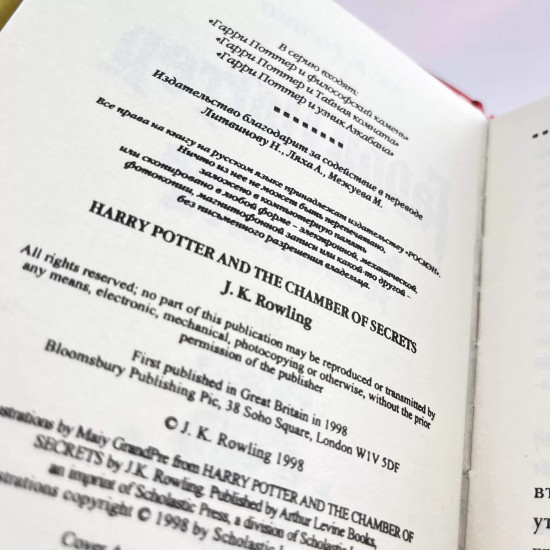 В серию входят:
«Гарри Поттер и философский камень»
«Гарри Поттер и Тайная комната»
«Гарри Поттер и узник Азкабана»
Издательство благодарит за содействие в переводе
Литвинову Н., Ляха А., Межуева М.
Все права на книгу на русском языке принадлежат издательству «РОСМЭН».
Ничто из нее не может быть перепечатано,
заложено в компьютерную память
или скопировано в любой форме – электронной, механической,
фотокопии, магнитофонной записи или какой-то другой –
без письменного разрешения владельца.
HARRY POTTER AND THE CHAMBER OF SECRETS
J. K. Rowling
All rights reserved; no part of this publication may be reproduced or transmitted by
any means, electronic, mechanical, photocopying or otherwise, without the prior
permission of the publisher
First published in Great Britain in 1998
Bloomsbury Publishing Plc, 38 Soho Square, London W1V 5DF
© J. K. Rowling 1998
ustrations by Mary GrandPre from HARRY POTTER AND THE CHAMBER OF
SECRETS by J.K. Rowling. Published by Arthur Levine Books,
an imprint of Scholastic Press, a division of Scholastic
strations copyright © 1998 by Scholastic
Cover
вт
ут